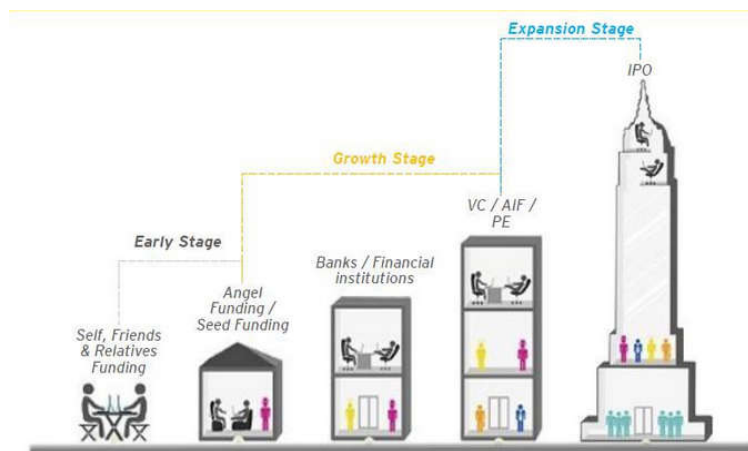 Expansion Stage
IPO
Growth Stage
VC / AIF /
PE
Early Stage
Banks / Financial
institutions
Angel
Funding /
Seed Funding
Self, Friends
& Relatives
Funding